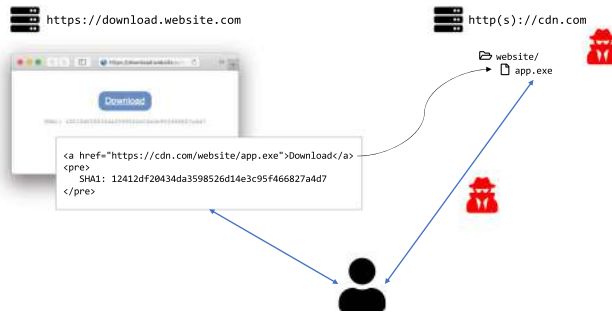 https://download.website.com
http(s)://cdn.com
website/
app.exe
Download
<a href="https://cdn.com/website/app.exe">Download</a>
<pre>
SHA1: 12412df20434da3598526d14e3c95f466827a4d7
</pre>